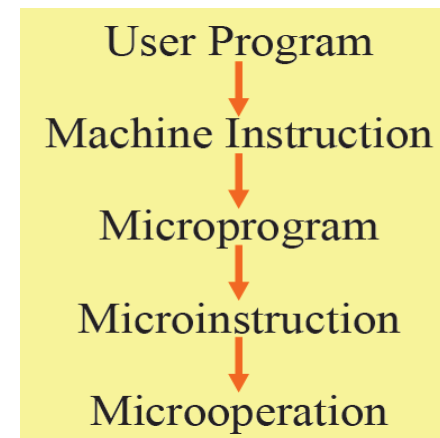 User Program
Machine Instruction
Microprogram
Microinstruction
Microoperation